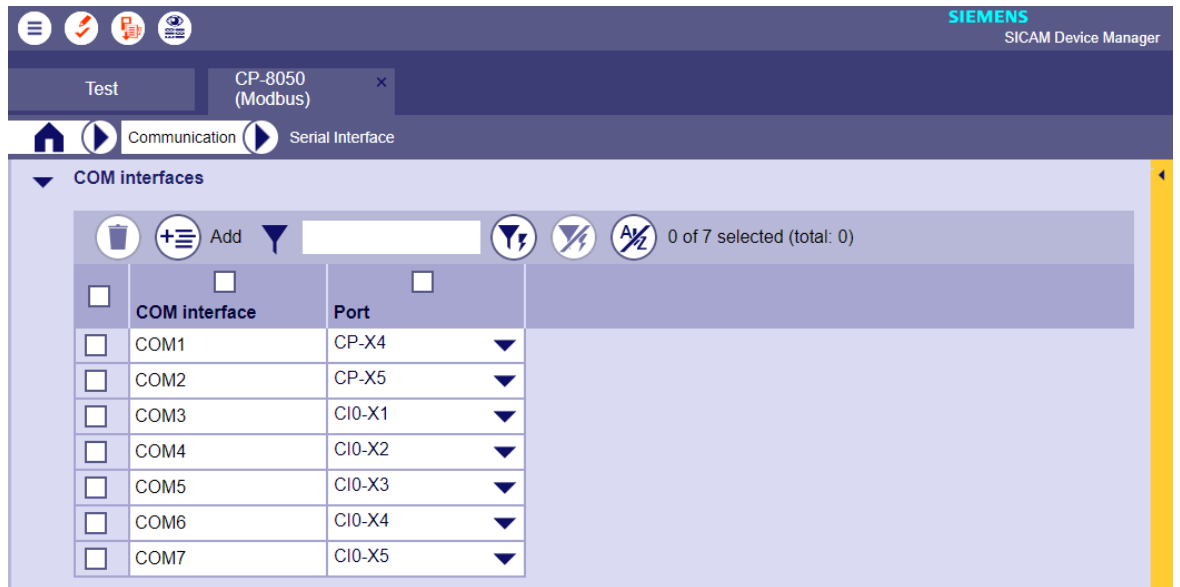 SIEMENS
SICAM Device Manager
Test
CP-8050
(Modbus)
×
Communication
Serial Interface
COM interfaces
Add
A/Z
0 of 7 selected (total: 0)
COM interface Port
COM1 CP-X4
COM2 CP-X5
COM3 CI0-X1
COM4 CI0-X2
COM5 CI0-X3
COM6 CI0-X4
COM7 CI0-X5